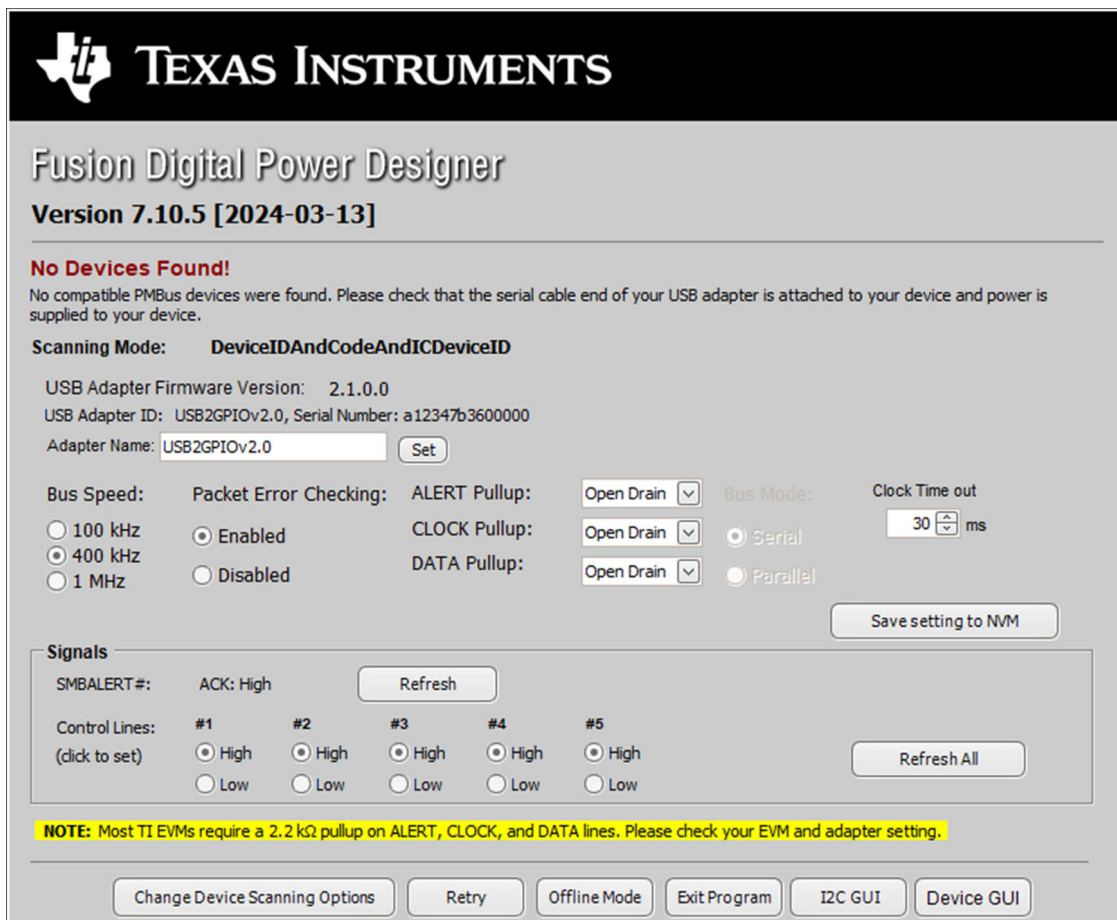 TEXAS INSTRUMENTS
Fusion Digital Power Designer
Version 7.10.5 [2024-03-13]
No Devices Found!
No compatible PMBus devices were found. Please check that the serial cable end of your USB adapter is attached to your device and power is
supplied to your device.
Scanning Mode: DeviceIDAndCodeAndICDeviceID
USB Adapter Firmware Version: 2.1.0.0
USB Adapter ID: USB2GPIOv2.0, Serial Number: a12347b3600000
Adapter Name: USB2GPIOv2.0 Set
Bus Speed: Packet Error Checking: ALERT Pullup: Open Drain Bus Mode: Clock Time out
100 kHz Enabled CLOCK Pullup: Open Drain Serial 30 ms
400 kHz
1 MHz Disabled DATA Pullup: Open Drain Parallel
Save setting to NVM
Signals
SMBALERT#: ACK: High Refresh
Control Lines: #1 #2 #3 #4 #5
(click to set) High High High High High Refresh All
Low Low Low Low Low
NOTE: Most TI EVMs require a 2.2 kΩ pullup on ALERT, CLOCK, and DATA lines. Please check your EVM and adapter setting.
Change Device Scanning Options Retry Offline Mode Exit Program I2C GUI Device GUI